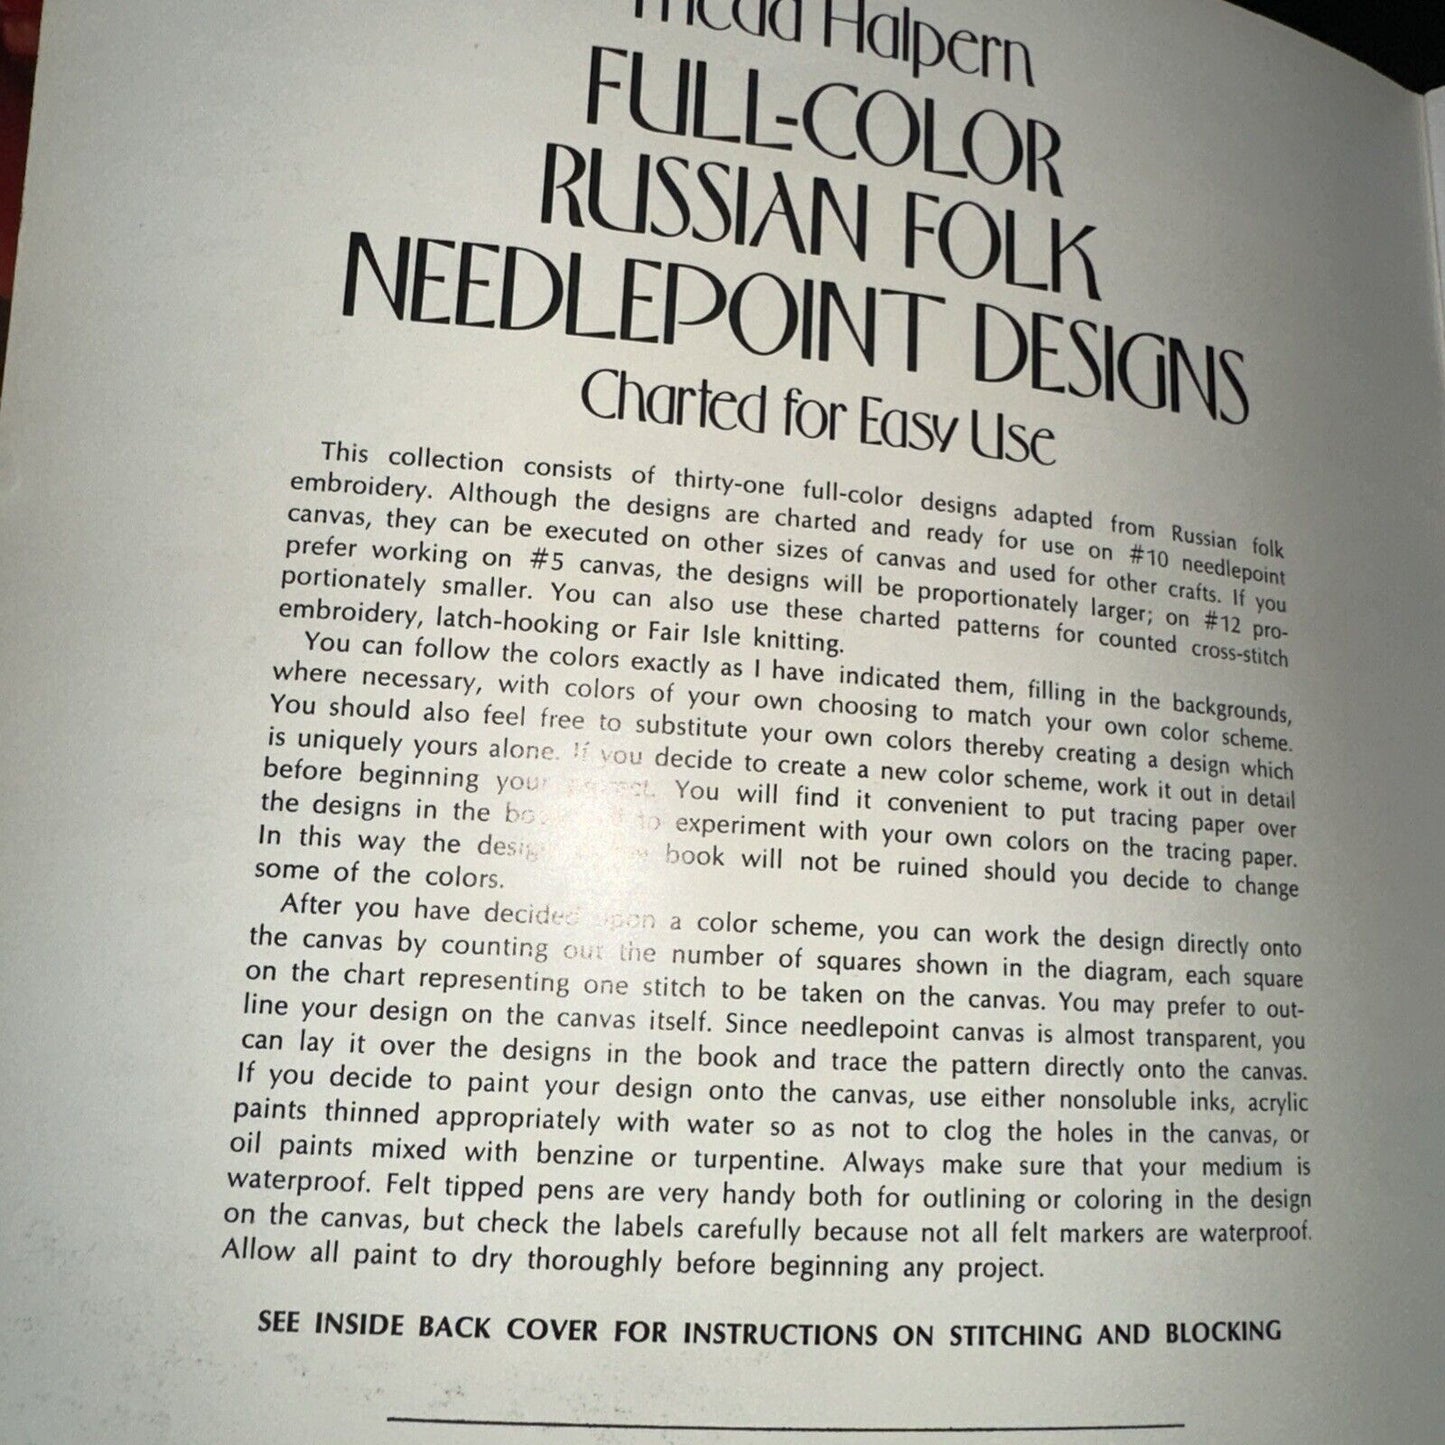 Halpern
FULL-COLOR
RUSSIAN FOLK
NEEDLEPOINT DESIGNS
Charted for Easy Use
This collection consists of thirty-one full-color designs adapted from Russian folk
embroidery. Although the designs are charted and ready for use on #10 needlepoint
canvas, they can be executed on other sizes of canvas and used for other crafts. If you
prefer working on #5 canvas, the designs will be proportionately larger; on #12 pro-
portionately smaller. You can also use these charted patterns for counted cross-stitch
embroidery, latch-hooking or Fair Isle knitting.
You can follow the colors exactly as I have indicated them, filling in the backgrounds,
where necessary, with colors of your own choosing to match your own color scheme.
You should also feel free to substitute your own colors thereby creating a design which
is uniquely yours alone. If you decide to create a new color scheme, work it out in detail
before beginning your You will find it convenient to put tracing paper over
the designs in the experiment with your own colors on the tracing paper.
In this way the book will not be ruined should you decide to change
some of the colors.
After you have decided upon a color scheme, you can work the design directly onto
the canvas by counting out the number of squares shown in the diagram, each square
on the chart representing one stitch to be taken on the canvas. You may prefer to out-
line your design on the canvas itself. Since needlepoint canvas is almost transparent, you
can lay it over the designs in the book and trace the pattern directly onto the canvas.
If you decide to paint your design onto the canvas, use either nonsoluble inks, acrylic
paints thinned appropriately with water so as not to clog the holes in the canvas, or
oil paints mixed with benzine or turpentine. Always make sure that your medium is
waterproof. Felt tipped pens are very handy both for outlining or coloring in the design
on the canvas, but check the labels carefully because not all felt markers are waterproof.
Allow all paint to dry thoroughly before beginning any project.
SEE INSIDE BACK COVER FOR INSTRUCTIONS ON STITCHING AND BLOCKING